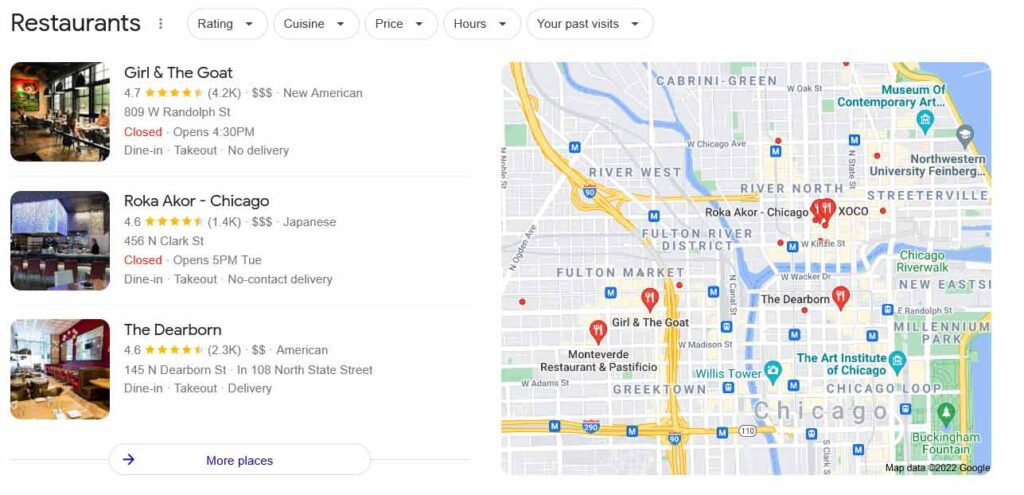 Restaurants
Rating
Cuisine
Price
Hours
Your past visits
Girl & The Goat
4.7 (4.2K) · $$$ · New American
809 W Randolph St
Closed · Opens 4:30PM
Dine-in · Takeout · No delivery
Roka Akor - Chicago
4.6 (1.4K) · $$$ · Japanese
456 N Clark St
Closed · Opens 5PM Tue
Dine-in · Takeout · No-contact delivery
The Dearborn
4.6 (2.3K) · $$ · American
145 N Dearborn St · In 108 North State Street
Dine-in · Takeout · Delivery
More places
CABRINI-GREEN
W Oak St
Museum Of
Contemporary Art...
W Chicago Ave
N State St
Northwestern
University Feinberg...
RIVER WEST
90
RIVER NORTH
STREETERVILLE
Roka Akor - Chicago
XOCO
N Ogden Ave
FULTON RIVER
DISTRICT
W Kinzie St
Chicago
Riverwalk
FULTON MARKET
N Canal St
W Wacker Dr
NEW EASTS
The Dearborn
E Randolph St
Girl & The Goat
MILLENNIUM
PARK
Monteverde
Restaurant & Pastificio
W Madison St
The Art Institute
of Chicago
Willis Tower
W Adams St
GREEKTOWN
CHICAGO LOOP
Chicago
110
290
90
S Clark St
S State St
Buckingham
Fountain
Map data ©2022 Google